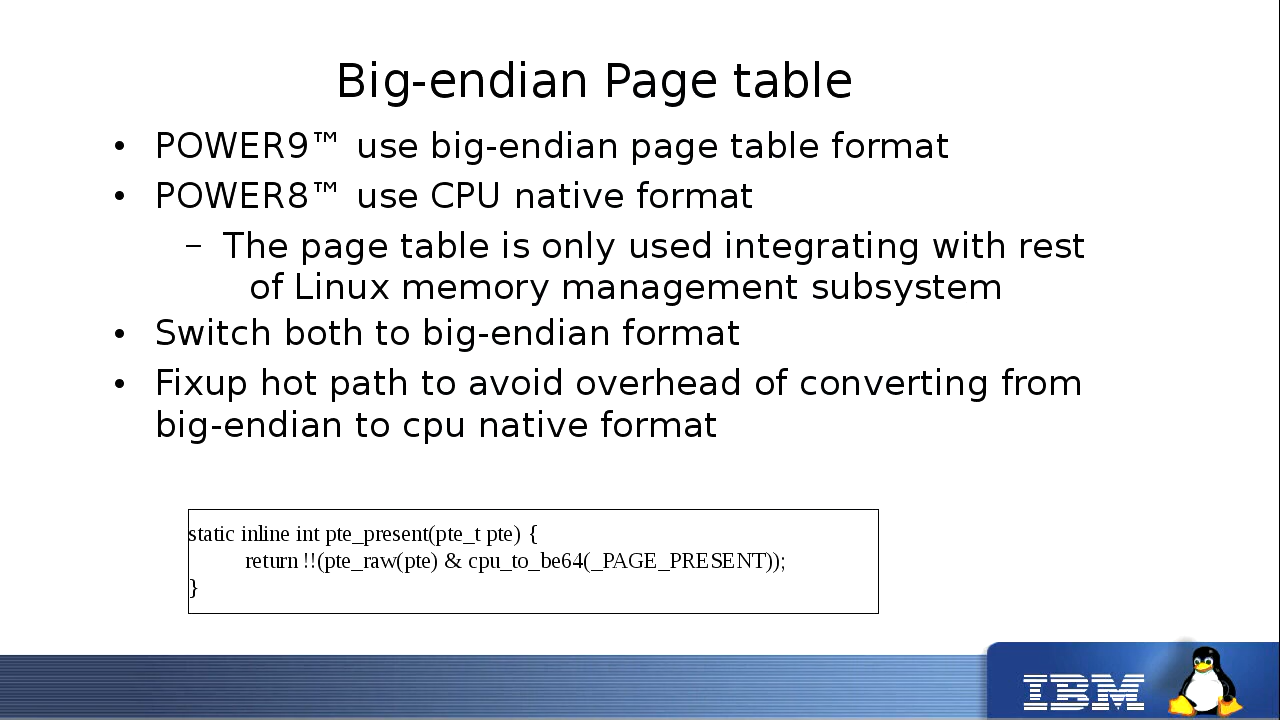 Big-endian Page table
• POWER9™ use big-endian page table format
• POWER8™ use CPU native format
– The page table is only used integrating with rest
of Linux memory management subsystem
• Switch both to big-endian format
• Fixup hot path to avoid overhead of converting from
big-endian to cpu native format
static inline int pte_present(pte_t pte) {
return !!(pte_raw(pte) & cpu_to_be64(_PAGE_PRESENT));
}
IBM